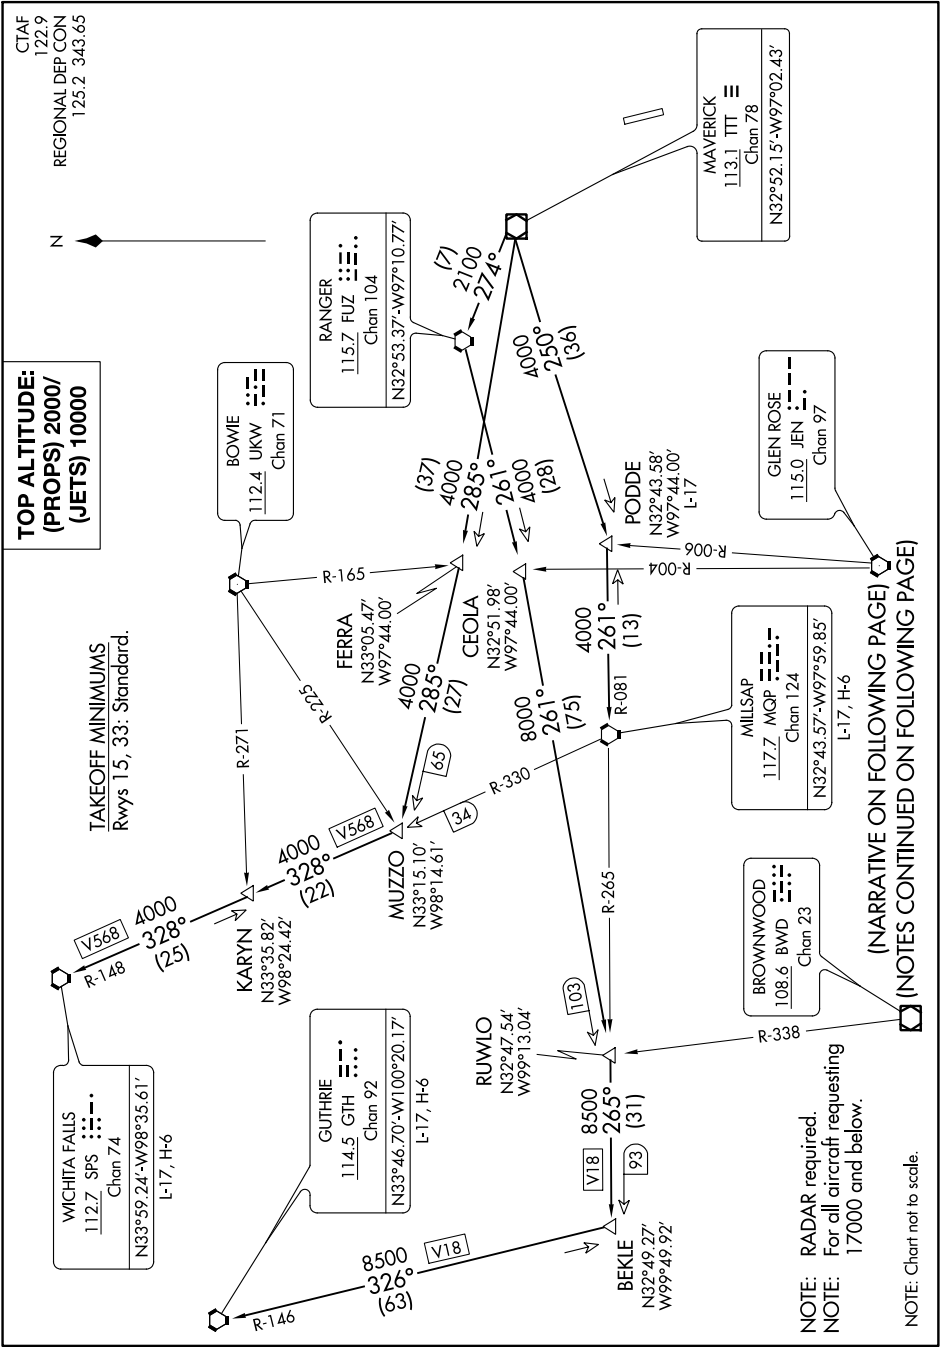 CTAF
122.9
REGIONAL DEP CON
125.2 343.65
N
TOP ALTITUDE:
(PROPS) 2000/
(JETS) 10000
TAKEOFF MINIMUMS
Rwys 15, 33: Standard.
WICHITA FALLS
112.7 SPS
Chan 74
N33°59.24'-W98°35.61'
L-17, H-6
R-148
V568
4000
328°
(25)
KARYN
N33°35.82'
W98°24.42'
4000
328°
(22)
V568
R-271
BOWIE
112.4 UKW
Chan 71
R-225
R-165
RANGER
115.7 FUZ
Chan 104
N32°53.37'-W97°10.77'
(7)
2100
274°
MAVERICK
113.1 TTT
Chan 78
N32°52.15'-W97°02.43'
(37)
4000
285°
FERRA
N33°05.47'
W97°44.00'
4000
285°
(27)
65
MUZZO
N33°15.10'
W98°14.61'
34
R-330
261°
4000
(28)
CEOLA
N32°51.98'
W97°44.00'
8000
261°
(75)
103
4000
250°
(36)
PODDE
N32°43.58'
W97°44.00'
L-17
4000
261°
(13)
R-081
R-006
R-004
GLEN ROSE
115.0 JEN
Chan 97
MILLSAP
117.7 MQP
Chan 124
N32°43.57'-W97°59.85'
L-17, H-6
R-265
RUWLO
N32°47.54'
W99°13.04'
BROWNWOOD
108.6 BWD
Chan 23
R-338
8500
265°
(31)
V18
93
BEKLE
N32°49.27'
W99°49.92'
8500
326°
(63)
V18
R-146
GUTHRIE
114.5 GTH
Chan 92
N33°46.70'-W100°20.17'
L-17, H-6
(NARRATIVE ON FOLLOWING PAGE)
(NOTES CONTINUED ON FOLLOWING PAGE)
NOTE: RADAR required.
NOTE: For all aircraft requesting
17000 and below.
NOTE: Chart not to scale.